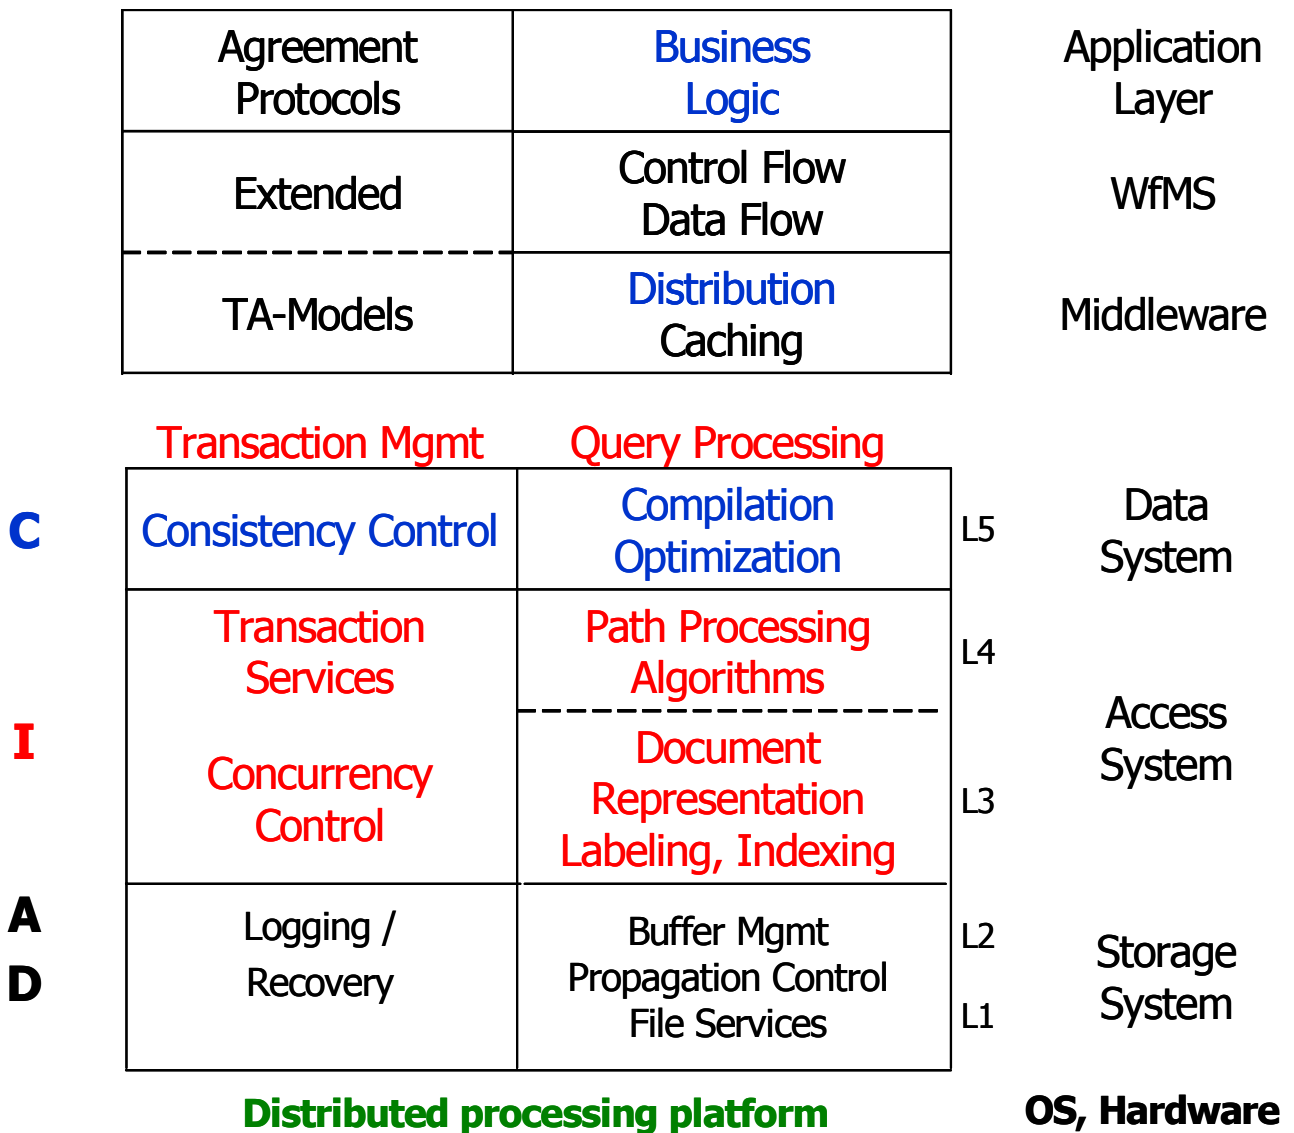 Agreement
Protocols
Business
Logic
Application
Layer
Extended
Control Flow
Data Flow
WfMS
TA-Models
Distribution
Caching
Middleware
Transaction Mgmt
Query Processing
C
Consistency Control
Compilation
Optimization
L5
Data
System
Transaction
Services
Path Processing
Algorithms
L4
I
Concurrency
Control
Document
Representation
Labeling, Indexing
L3
Access
System
A
D
Logging /
Recovery
Buffer Mgmt
Propagation Control
File Services
L2
L1
Storage
System
Distributed processing platform
OS, Hardware